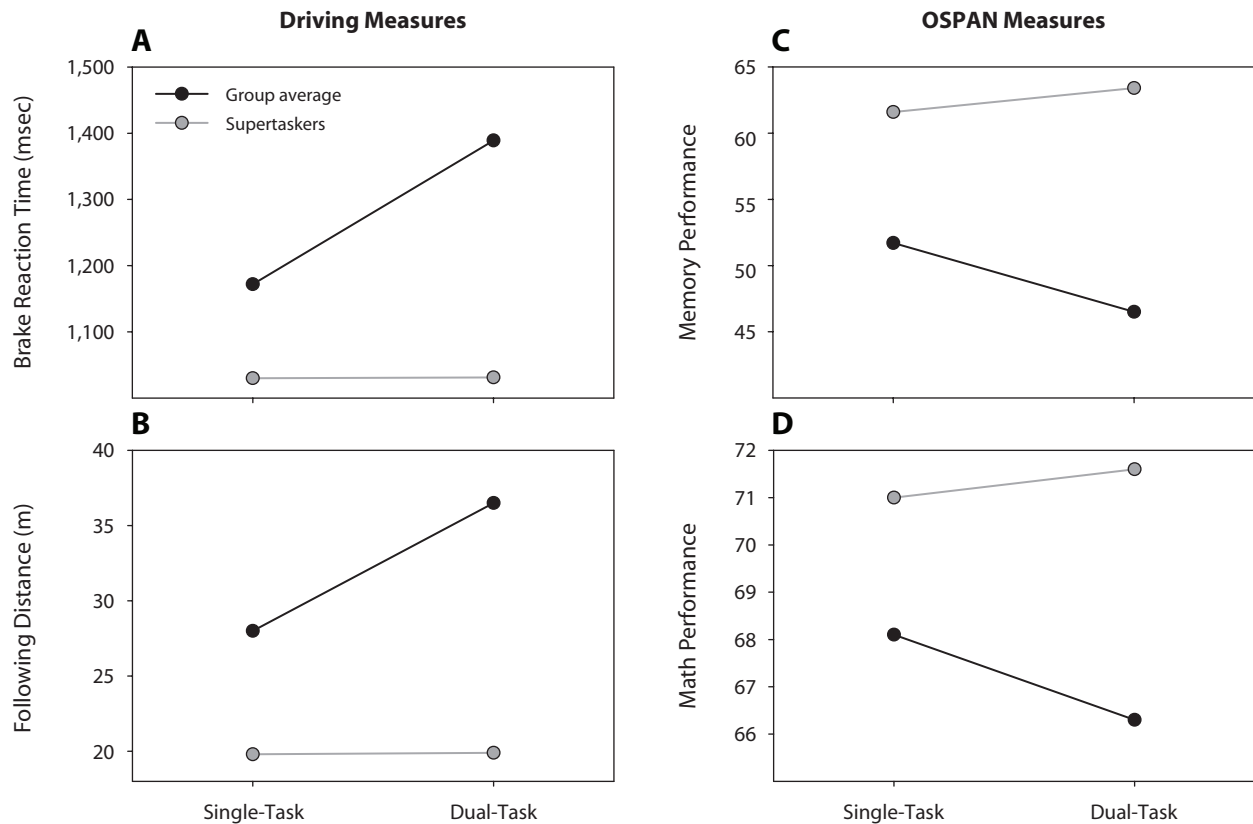 Driving Measures
A
1,500
1,400
1,300
1,200
1,100
Brake Reaction Time (msec)
Group average
Supertaskers
B
40
35
30
25
20
Following Distance (m)
Single-Task
Dual-Task
OSPAN Measures
C
65
60
55
50
45
Memory Performance
D
72
71
70
69
68
67
66
Math Performance
Single-Task
Dual-Task